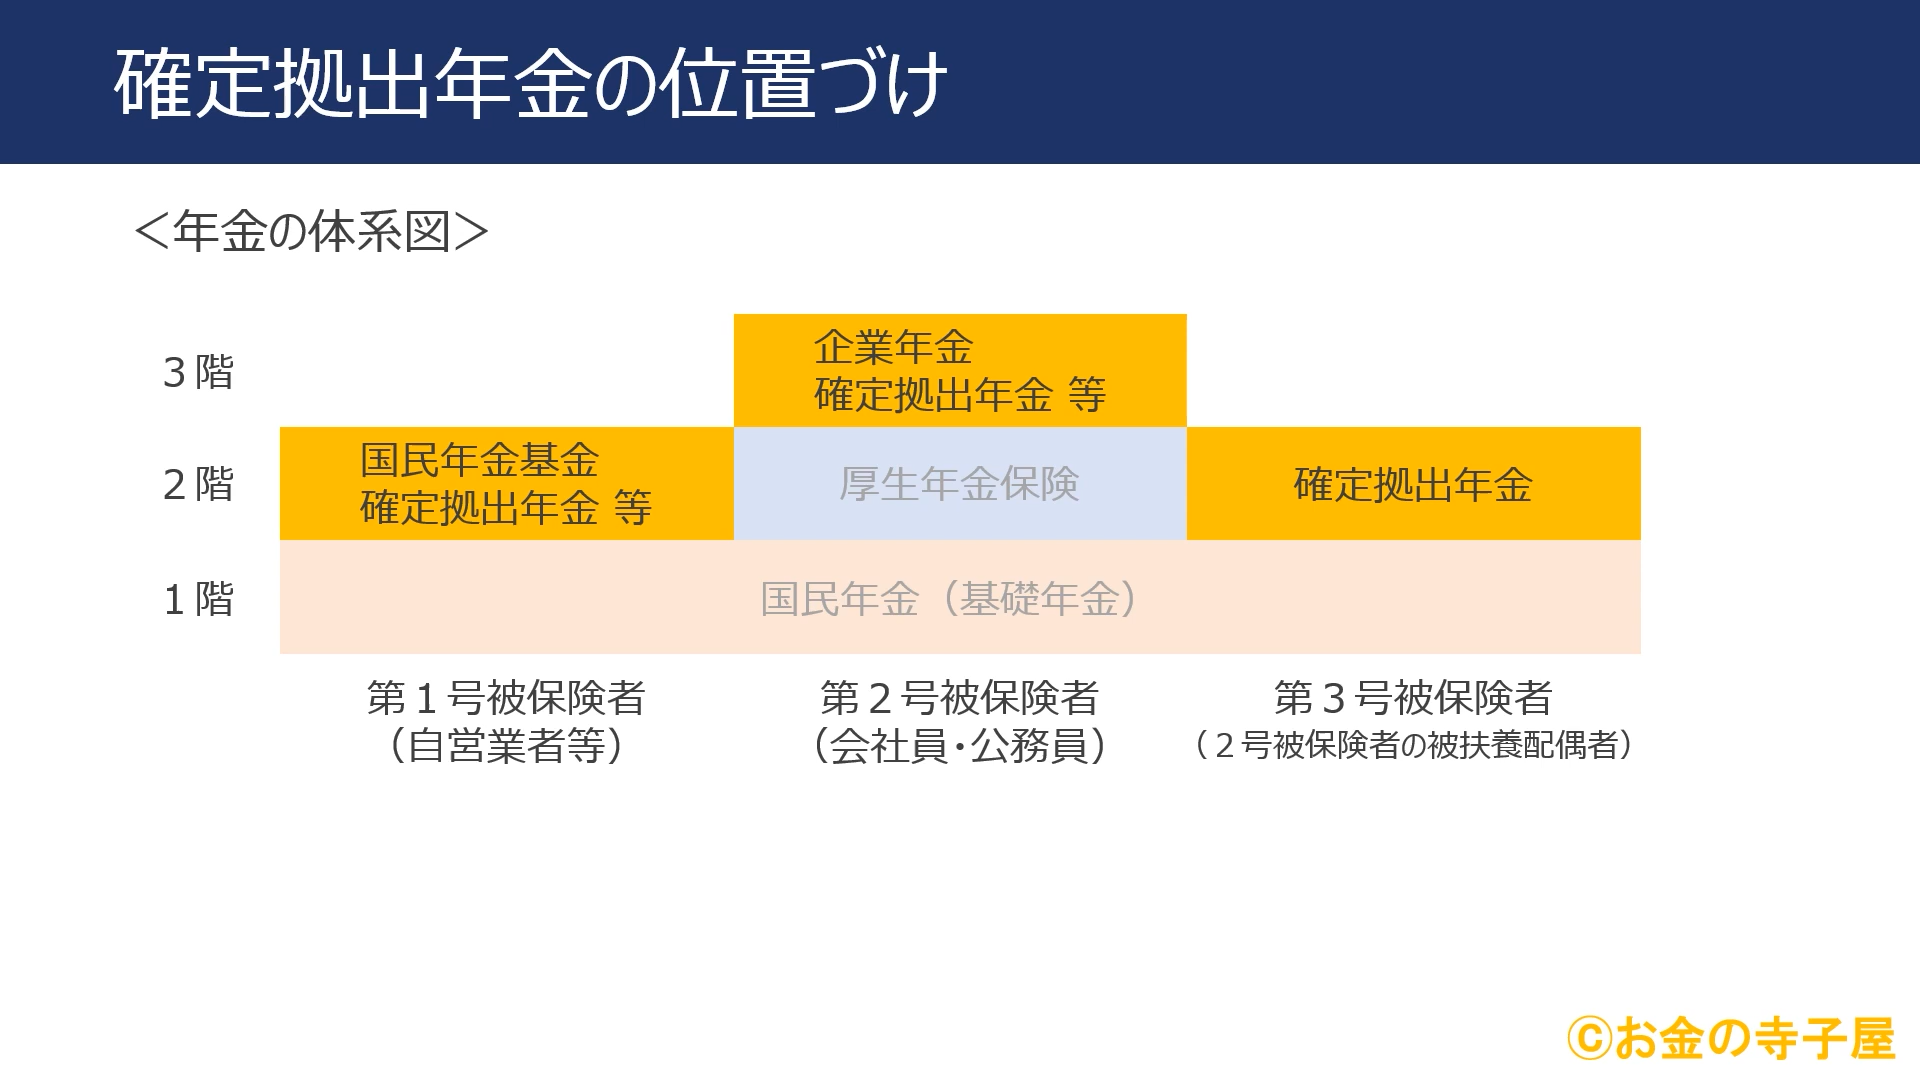 確定拠出年金の位置づけ
＜年金の体系図＞
３階
企業年金
確定拠出年金 等
２階
国民年金基金
確定拠出年金 等
厚生年金保険
確定拠出年金
１階
国民年金（基礎年金）
第１号被保険者
（自営業者等）
第２号被保険者
（会社員・公務員）
第３号被保険者
（２号被保険者の被扶養配偶者）
©お金の寺子屋